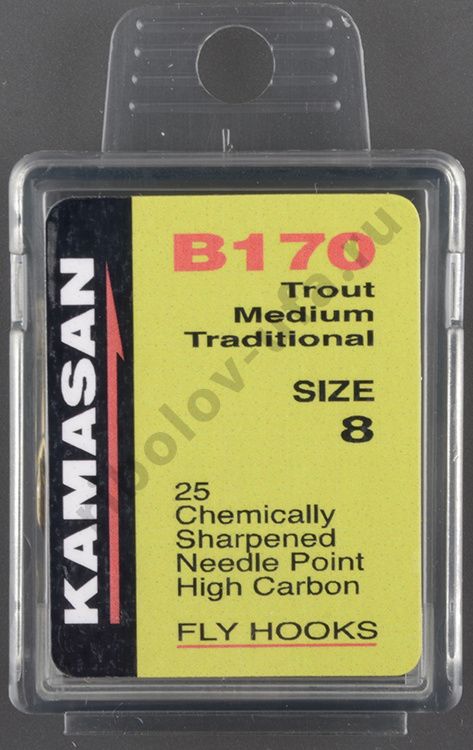 KAMASAN
B170
Trout
Medium
Traditional
SIZE
8
25
Chemically
Sharpened
Needle Point
High Carbon
FLY HOOKS